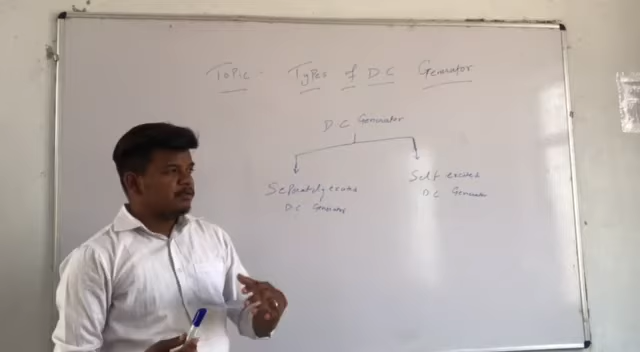 Topic - Types of D.C Generator
D C Generator
Separately excited
D C Generator
Self excited
D C Generator